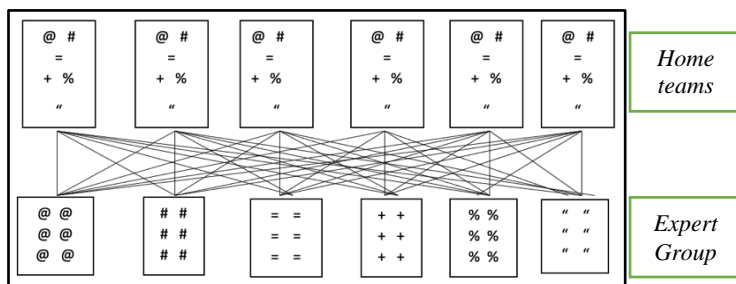 @ # @ # @ # @ # @ # @ #
= = = = = =
+ % + % + % + % + % + %
“ “ “ “ “ “
Home
teams
@ @ # # = = + + % % “ “
@ @ # # = = + + % % “ “
@ @ # # = = + + % % “ “
Expert
Group